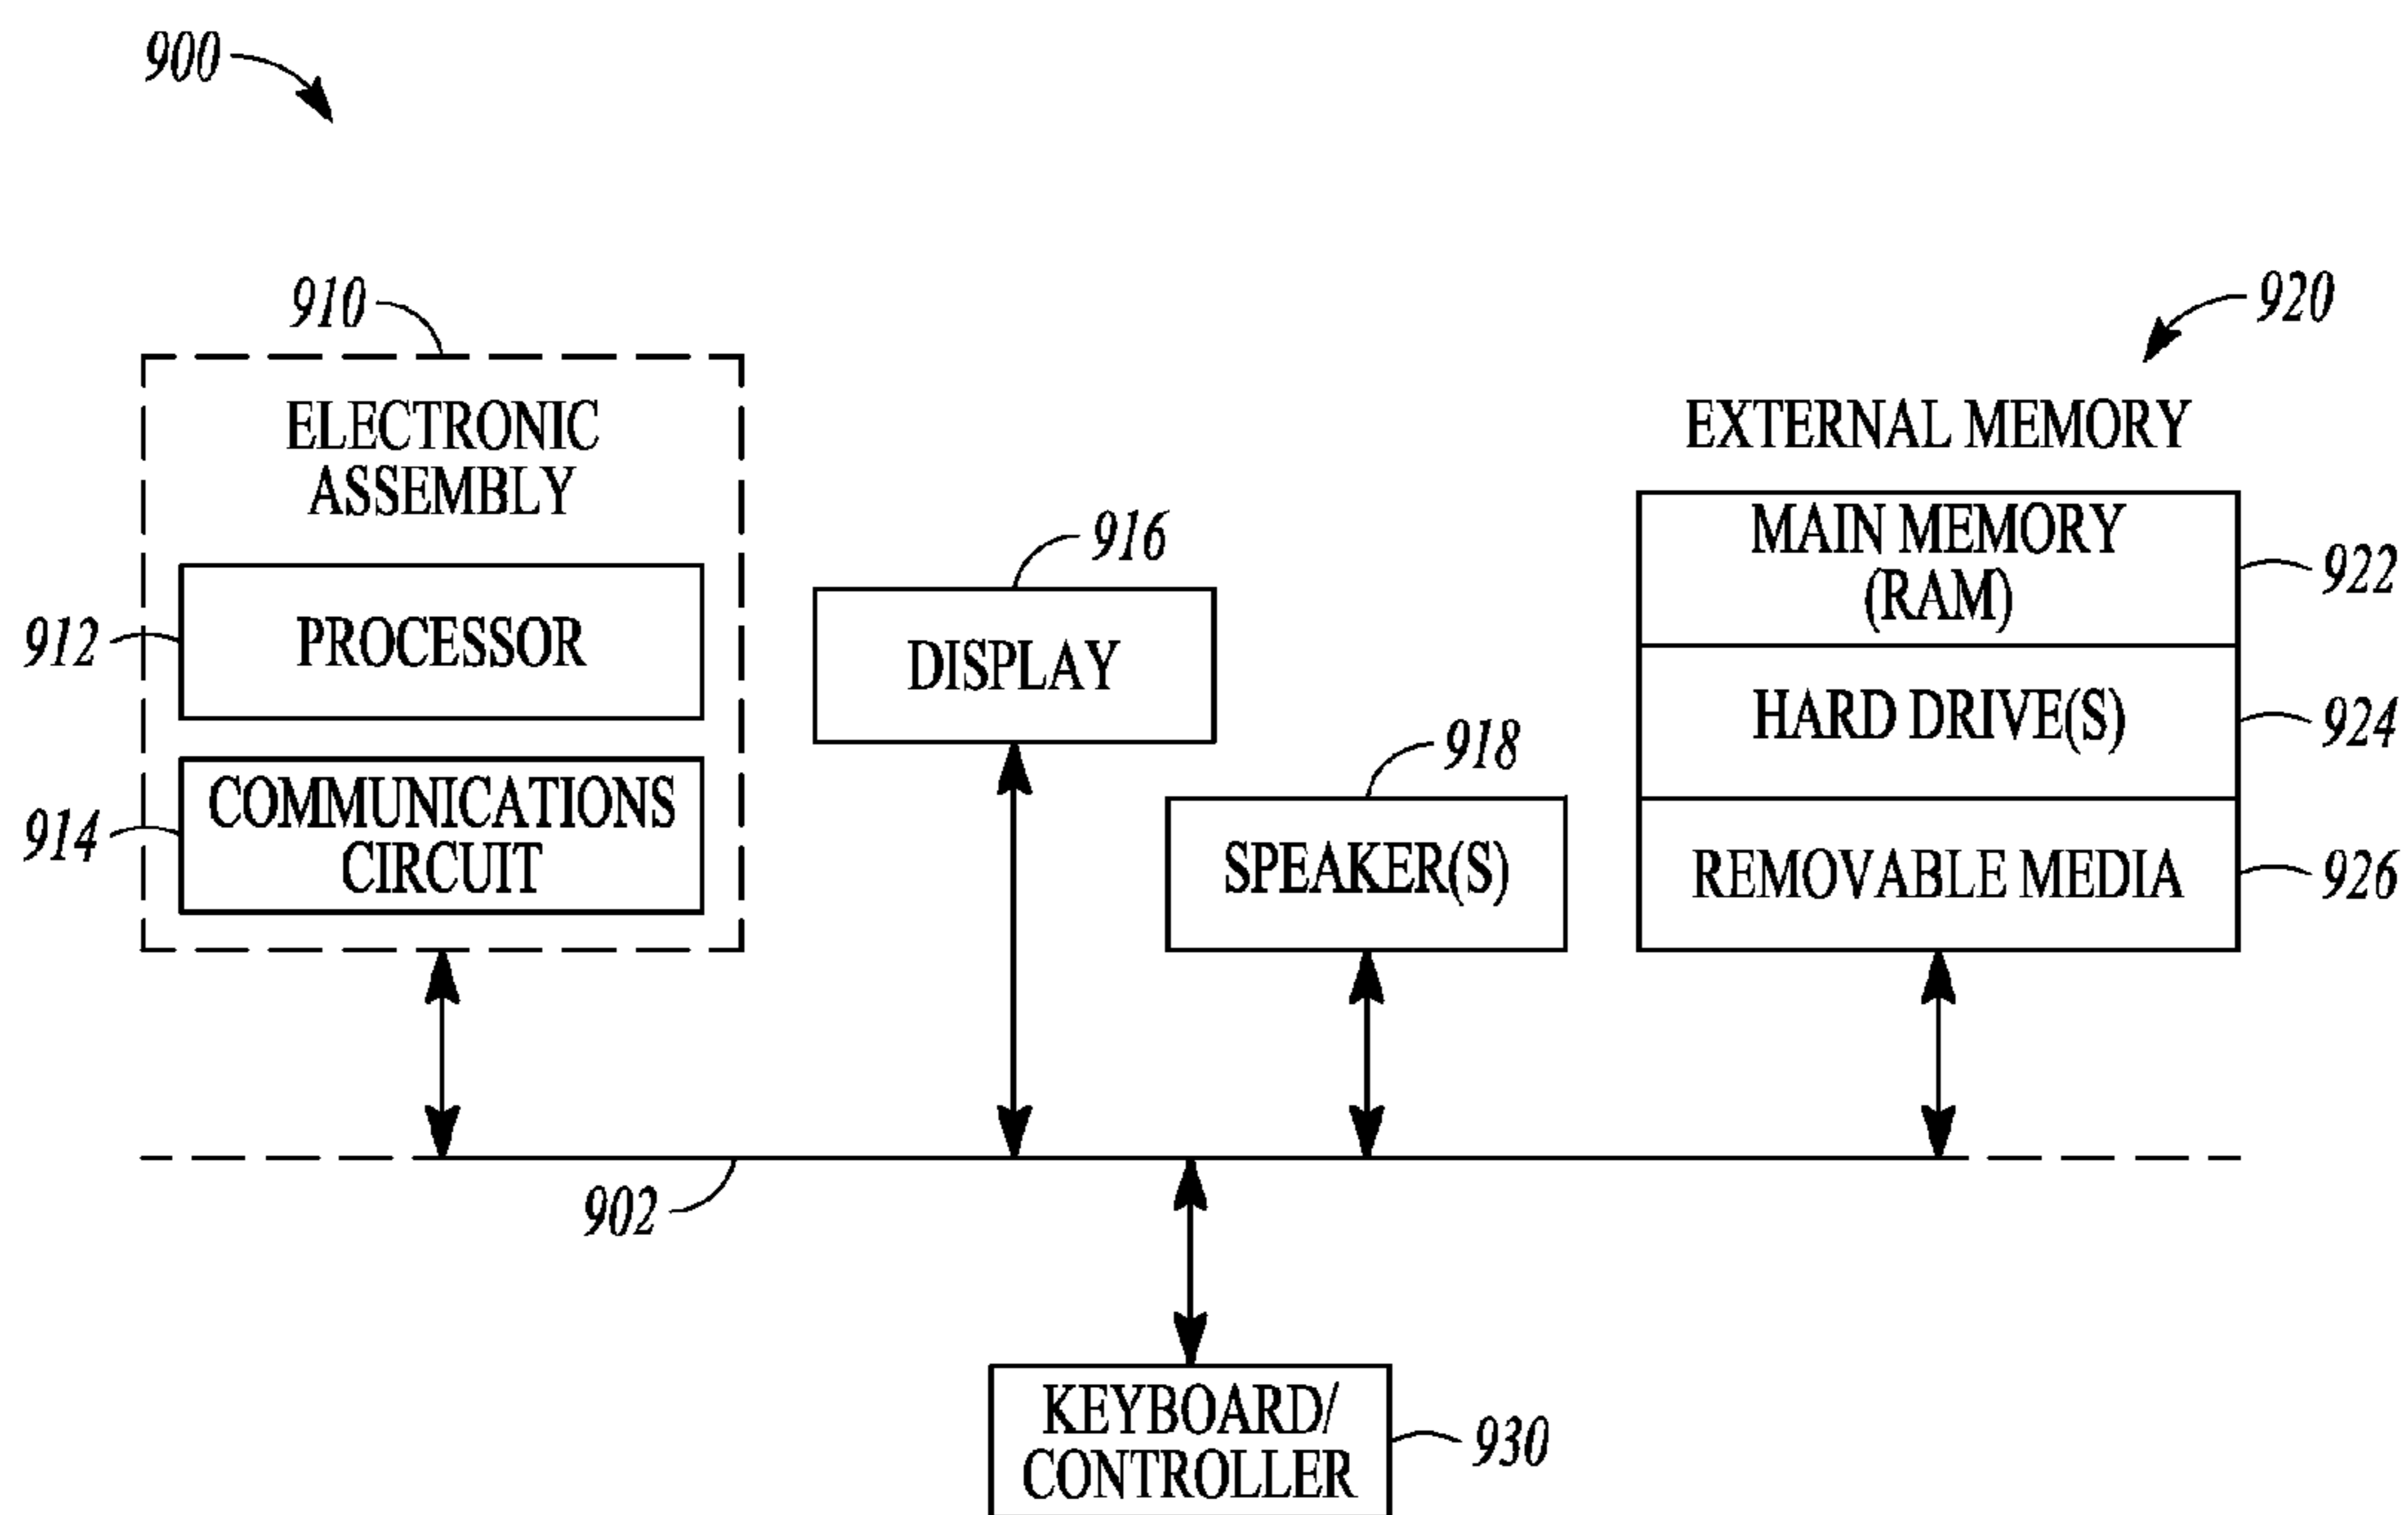 900
910
920
ELECTRONIC
ASSEMBLY
EXTERNAL MEMORY
912
PROCESSOR
914
COMMUNICATIONS
CIRCUIT
916
DISPLAY
918
SPEAKER(S)
MAIN MEMORY
(RAM)
922
HARD DRIVE(S)
924
REMOVABLE MEDIA
926
902
KEYBOARD/
CONTROLLER
930